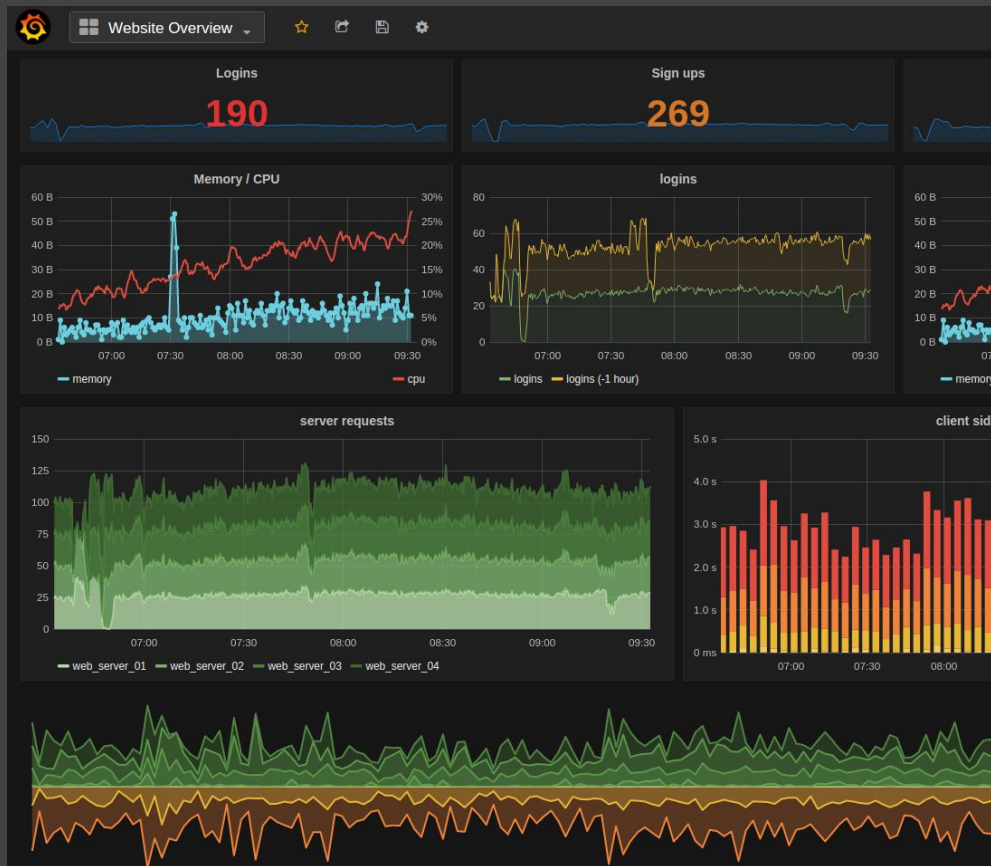 Website Overview
Logins
190
Sign ups
269
Memory / CPU
60 B
50 B
40 B
30 B
20 B
10 B
0 B
30%
25%
20%
15%
10%
5%
0%
07:00 07:30 08:00 08:30 09:00 09:30
memory cpu
logins
80
60
40
20
0
07:00 07:30 08:00 08:30 09:00 09:30
logins logins (-1 hour)
60 B
50 B
40 B
30 B
20 B
10 B
0 B
07
memory
server requests
150
125
100
75
50
25
0
07:00 07:30 08:00 08:30 09:00 09:30
web_server_01 web_server_02 web_server_03 web_server_04
client sid
5.0 s
4.0 s
3.0 s
2.0 s
1.0 s
0 ms
07:00 07:30 08:00